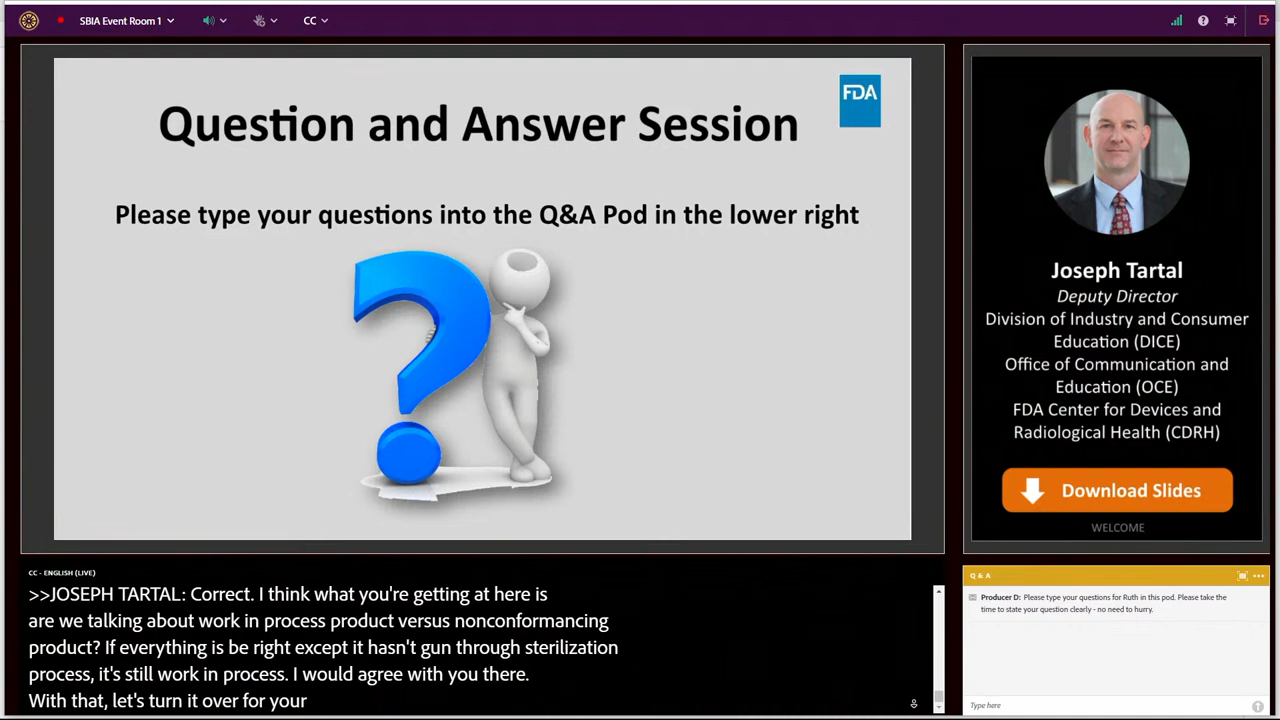 SBIA Event Room 1
CC
Question and Answer Session
FDA
Please type your questions into the Q&A Pod in the lower right
Joseph Tartal
Deputy Director
Division of Industry and Consumer
Education (DICE)
Office of Communication and
Education (OCE)
FDA Center for Devices and
Radiological Health (CDRH)
Download Slides
WELCOME
CC - ENGLISH (LIVE)
>>JOSEPH TARTAL: Correct. I think what you're getting at here is
are we talking about work in process product versus nonconformancing
product? If everything is be right except it hasn't gun through sterilization
process, it's still work in process. I would agree with you there.
With that, let's turn it over for your
Q & A
Producer D: Please type your questions for Ruth in this pod. Please take the
time to state your question clearly - no need to hurry.
Type here